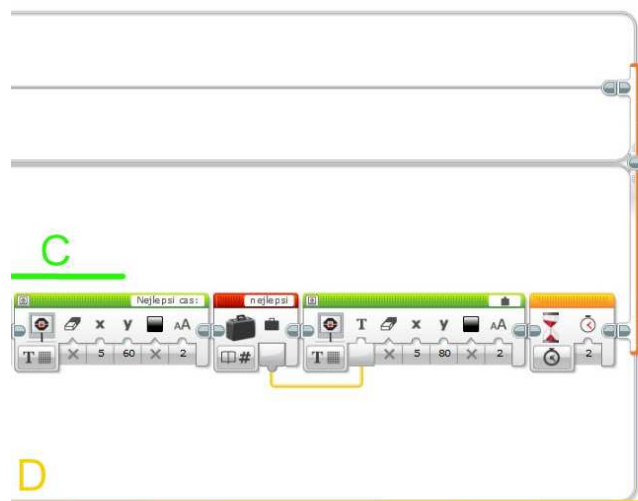 C
Nejlepsi cas:
nejlepsi
x y AA
T x y AA
T 5 60 2
#
T 5 80 2
2
D